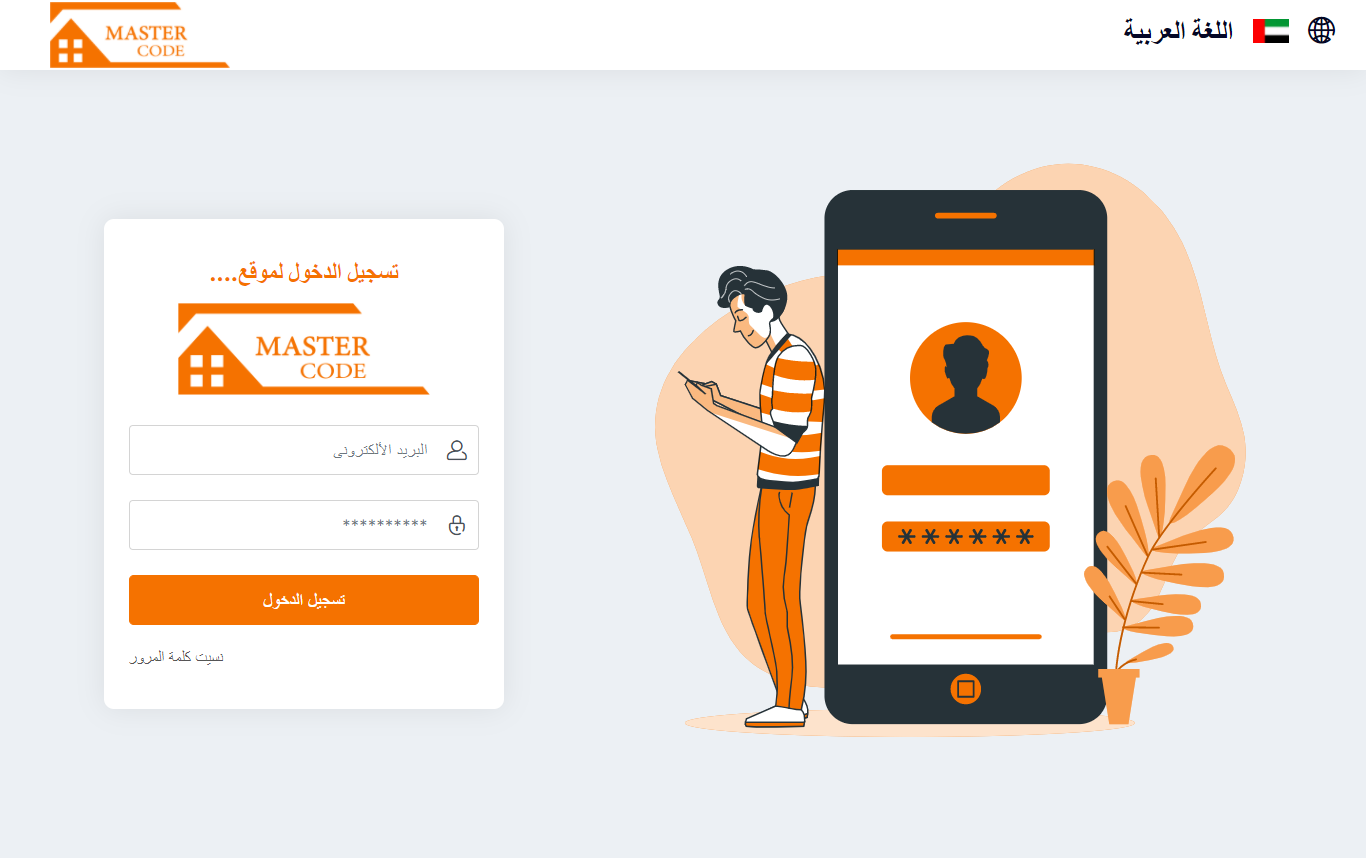 اللغة العربية
MASTER
CODE
تسجيل الدخول لموقع....
MASTER
CODE
البريد الألكترونى
**********
تسجيل الدخول
نسيت كلمة المرور
******